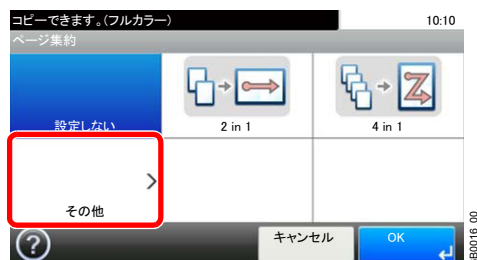 コピーできます。(フルカラー) 10:10
ページ集約
設定しない 2 in 1 4 in 1
その他
? キャンセル OK